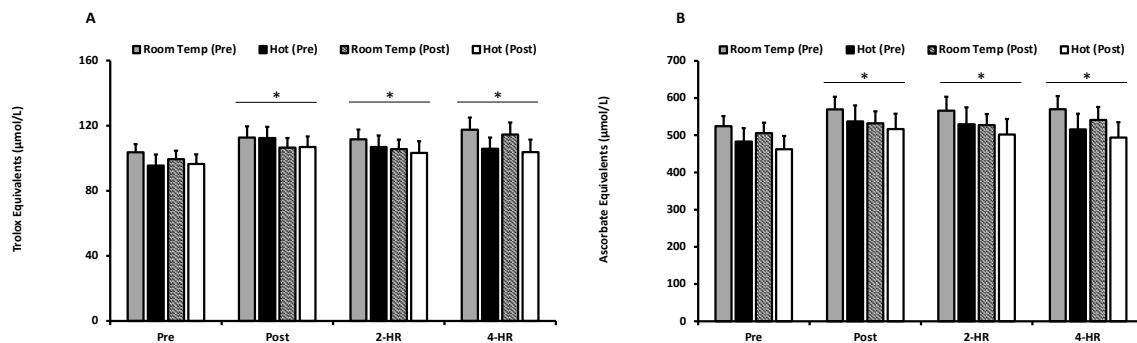 A
Room Temp (Pre) Hot (Pre) Room Temp (Post) Hot (Post)
Trolox Equivalents (µmol/L)
160
120
80
40
0
*
*
*
Pre Post 2-HR 4-HR
B
Room Temp (Pre) Hot (Pre) Room Temp (Post) Hot (Post)
Ascorbate Equivalents (µmol/L)
700
600
500
400
300
200
100
0
*
*
*
Pre Post 2-HR 4-HR